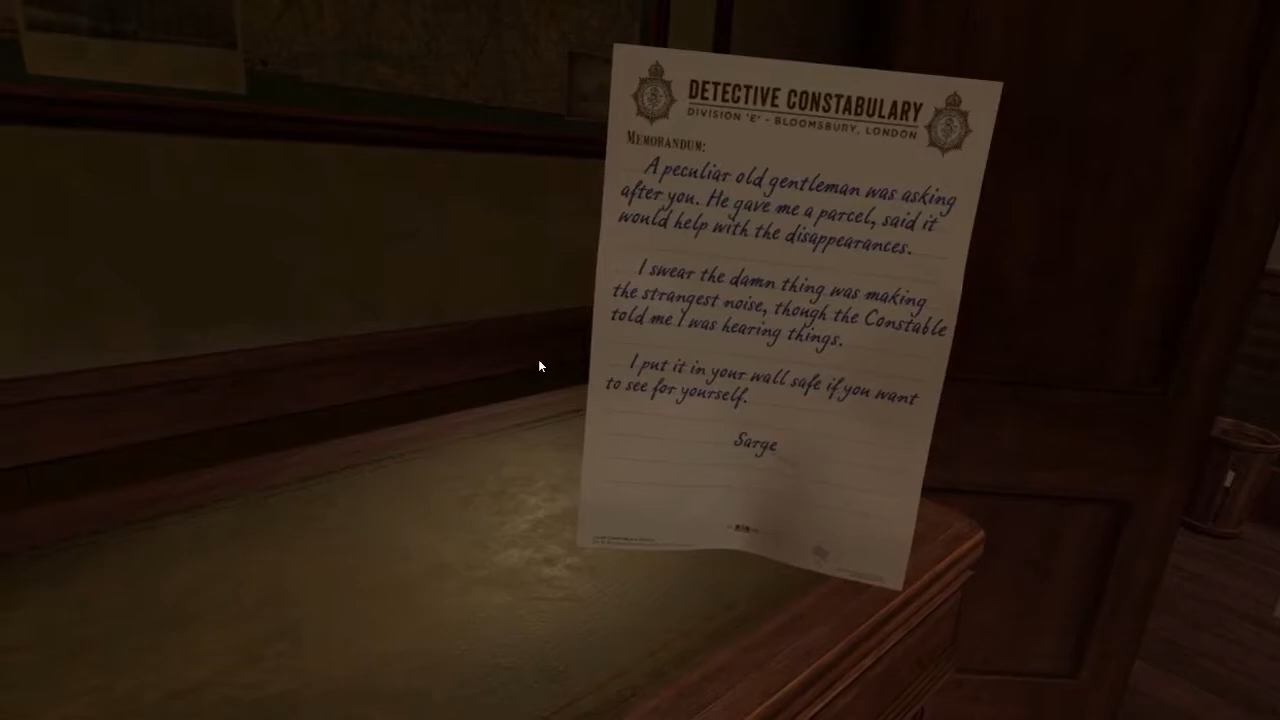 DETECTIVE CONSTABULARY
DIVISION 'E' - BLOOMSBURY, LONDON
MEMORANDUM:
A peculiar old gentleman was asking
after you. He gave me a parcel, said it
would help with the disappearances.
I swear the damn thing was making
the strangest noise, though the Constable
told me I was hearing things.
I put it in your wall safe if you want
to see for yourself.
Sarge